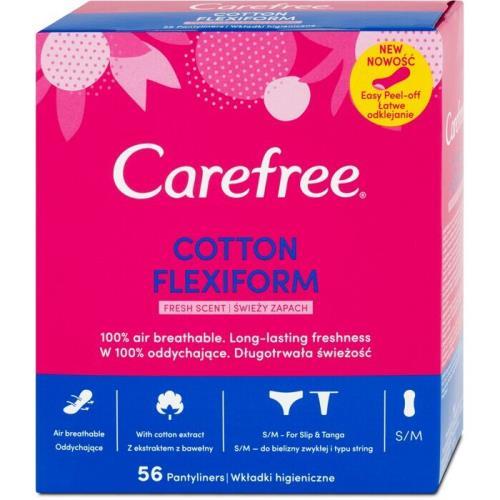 NEW
NOWOŚĆ
Easy Peel-off
Łatwe
odklejanie
Carefree®
COTTON
FLEXIFORM
FRESH SCENT | ŚWIEŻY ZAPACH
100% air breathable. Long-lasting freshness
W 100% oddychające. Długotrwała świeżość
Air breathable
Oddychające
With cotton extract
Z ekstraktem z bawełny
S/M - For Slip & Tanga
S/M – do bielizny zwykłej i typu string
S/M
56 Pantyliners | Wkładki higieniczne